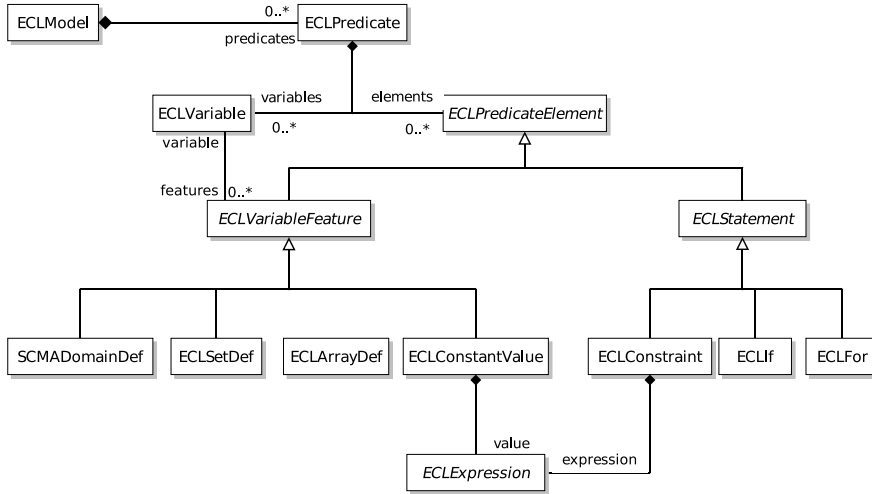 ECLModel
0..*
ECLPredicate
predicates
variables
elements
ECLVariable
0..*
0..*
ECLPredicateElement
variable
features
0..*
ECLVariableFeature
ECLStatement
SCMADomainDef
ECLSetDef
ECLArrayDef
ECLConstantValue
ECLConstraint
ECLIf
ECLFor
value
ECLExpression
expression